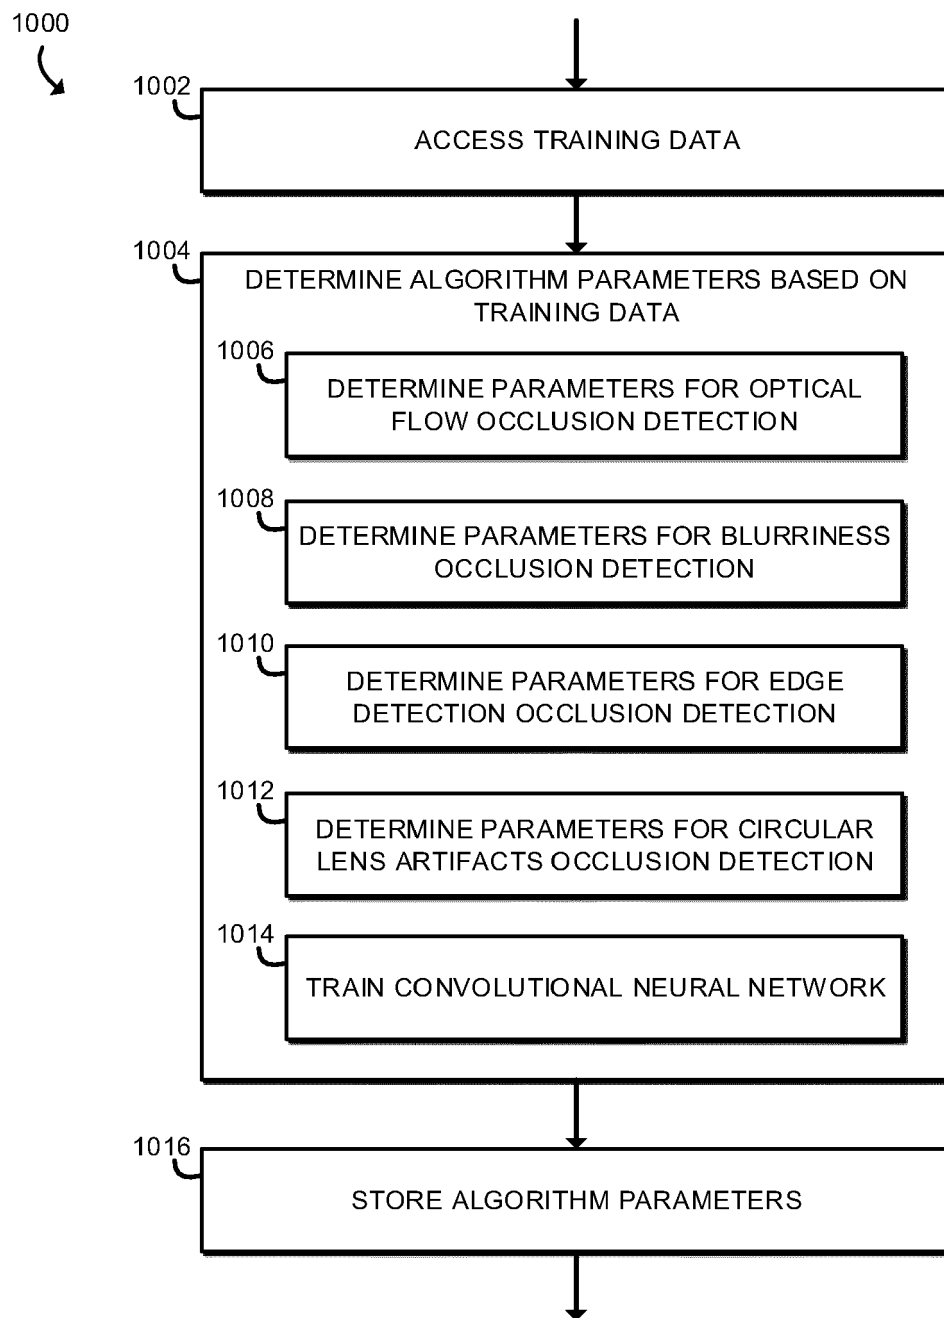 1000
1002
ACCESS TRAINING DATA
1004
DETERMINE ALGORITHM PARAMETERS BASED ON
TRAINING DATA
1006
DETERMINE PARAMETERS FOR OPTICAL
FLOW OCCLUSION DETECTION
1008
DETERMINE PARAMETERS FOR BLURRINESS
OCCLUSION DETECTION
1010
DETERMINE PARAMETERS FOR EDGE
DETECTION OCCLUSION DETECTION
1012
DETERMINE PARAMETERS FOR CIRCULAR
LENS ARTIFACTS OCCLUSION DETECTION
1014
TRAIN CONVOLUTIONAL NEURAL NETWORK
1016
STORE ALGORITHM PARAMETERS